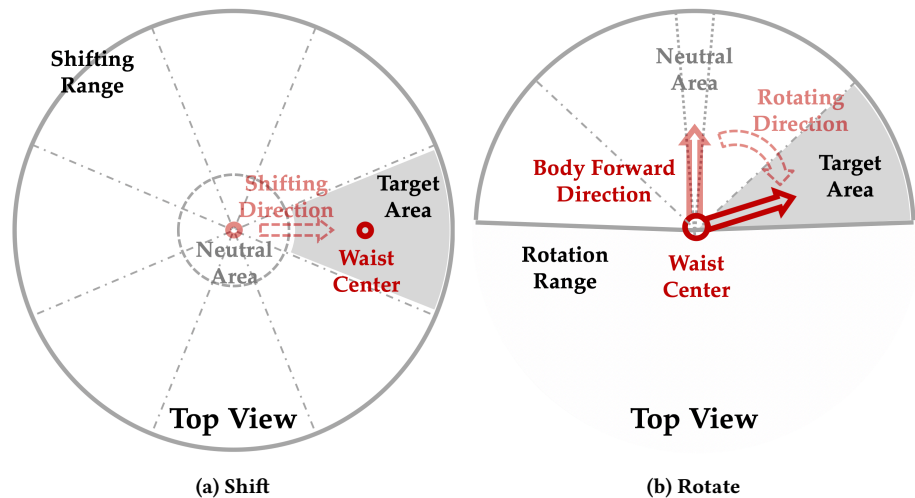 Shifting
Range
Shifting
Direction
Target
Area
Neutral
Area
Waist
Center
Top View
(a) Shift
Neutral
Area
Rotating
Direction
Body Forward
Direction
Target
Area
Rotation
Range
Waist
Center
Top View
(b) Rotate